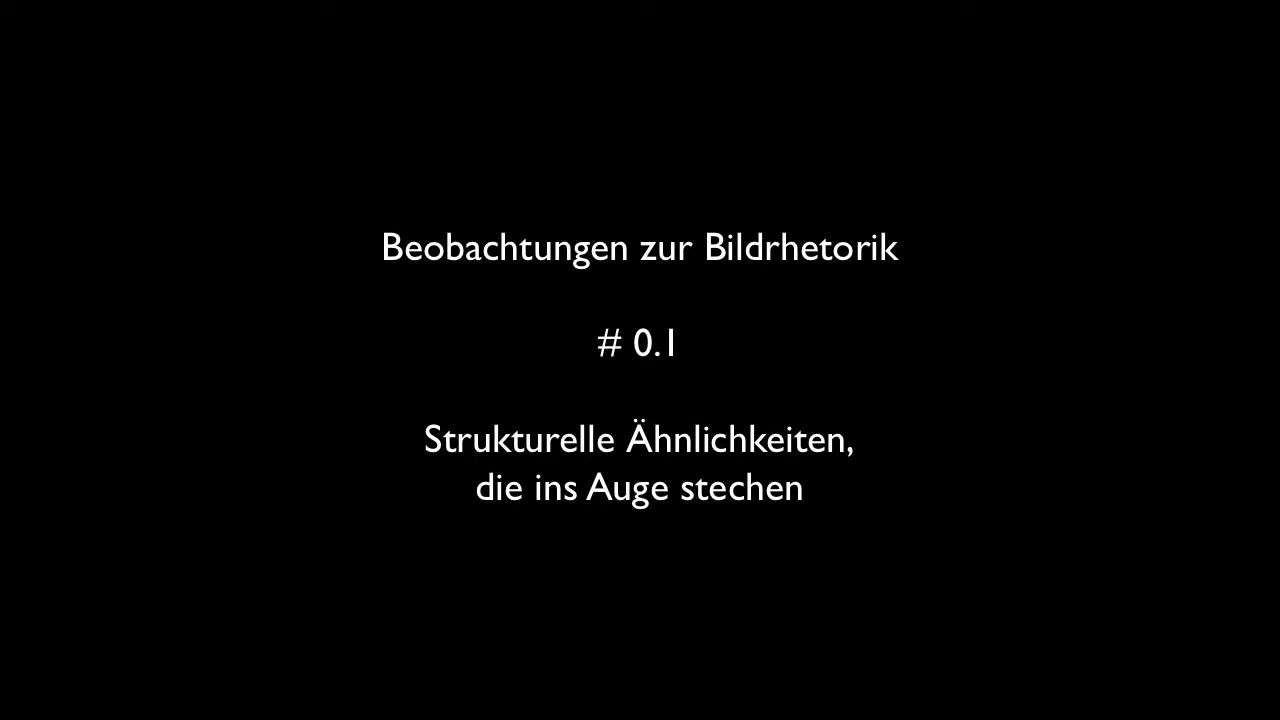 Beobachtungen zur Bildrhetorik
# 0.1
Strukturelle Ähnlichkeiten,
die ins Auge stechen